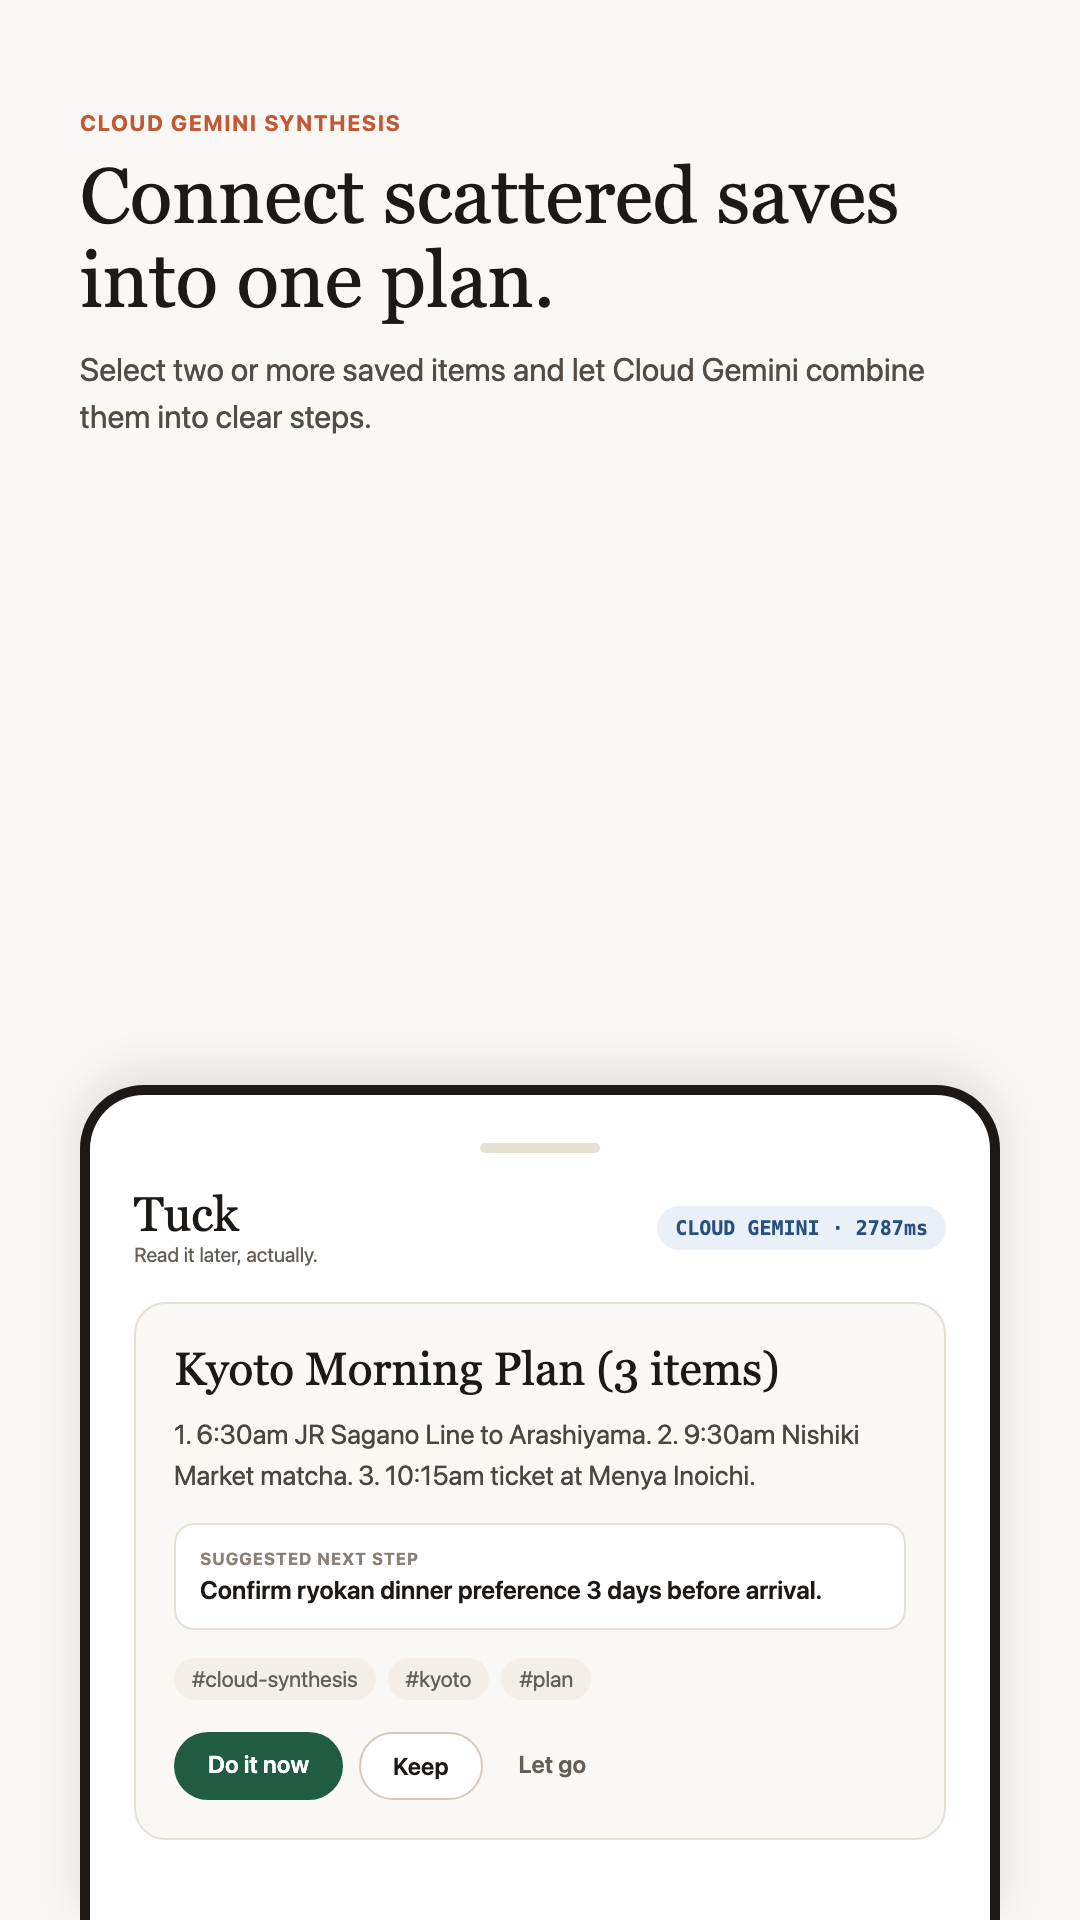 CLOUD GEMINI SYNTHESIS
Connect scattered saves
into one plan.
Select two or more saved items and let Cloud Gemini combine
them into clear steps.
Tuck
Read it later, actually.
CLOUD GEMINI · 2787ms
Kyoto Morning Plan (3 items)
1. 6:30am JR Sagano Line to Arashiyama. 2. 9:30am Nishiki
Market matcha. 3. 10:15am ticket at Menya Inoichi.
SUGGESTED NEXT STEP
Confirm ryokan dinner preference 3 days before arrival.
#cloud-synthesis #kyoto #plan
Do it now Keep Let go